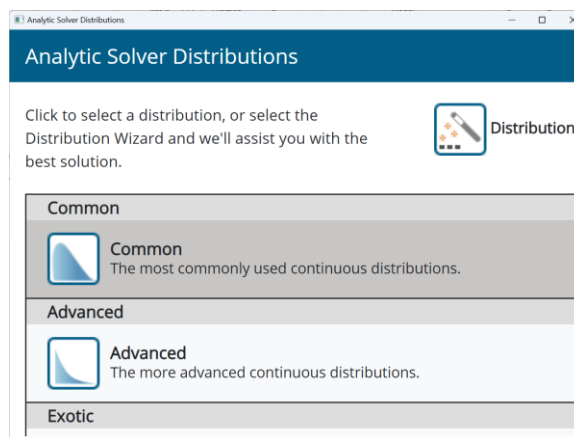 Analytic Solver Distributions
Analytic Solver Distributions
Click to select a distribution, or select the
Distribution Wizard and we'll assist you with the
best solution.
Distribution
Common
Common
The most commonly used continuous distributions.
Advanced
Advanced
The more advanced continuous distributions.
Exotic